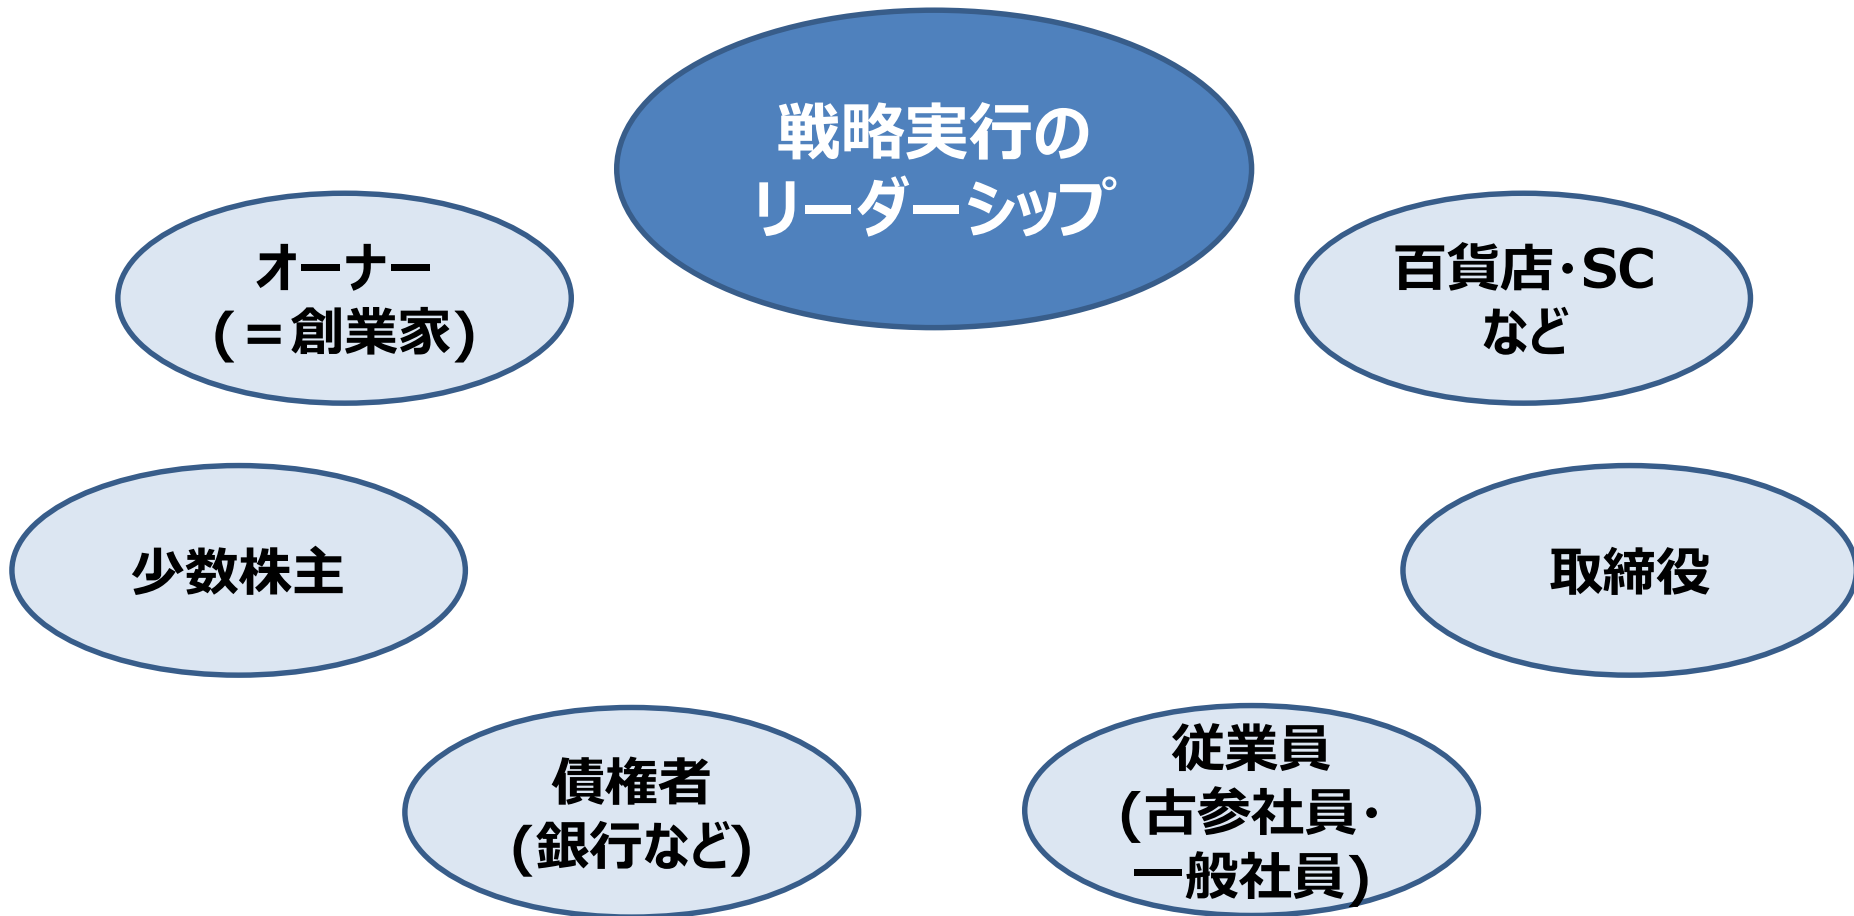 戦略実行の
リーダーシップ
オーナー
(＝創業家)
百貨店・SC
など
少数株主
取締役
債権者
(銀行など)
従業員
(古参社員・
一般社員)